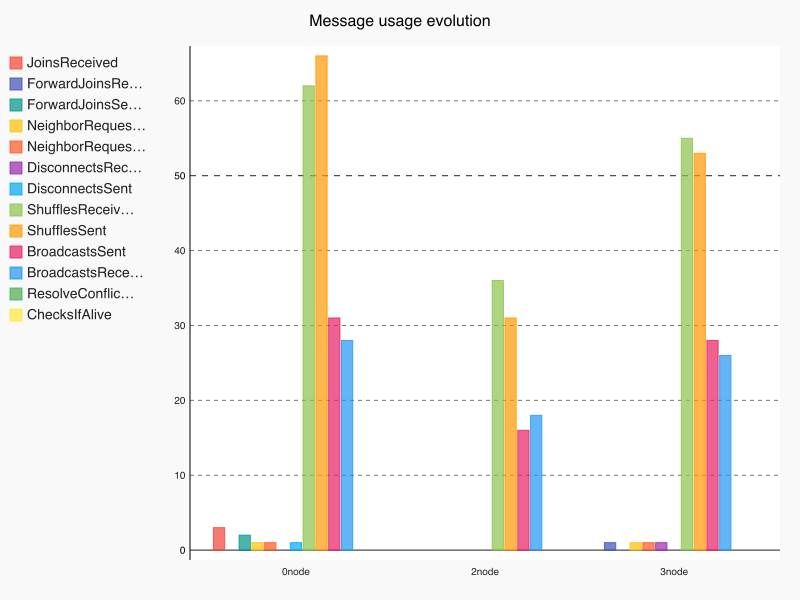 Message usage evolution
JoinsReceived
ForwardJoinsRe…
ForwardJoinsSe…
NeighborReques…
NeighborReques…
DisconnectsRec…
DisconnectsSent
ShufflesReceiv…
ShufflesSent
BroadcastsSent
BroadcastsRece…
ResolveConflic…
ChecksIfAlive
60
50
40
30
20
10
0
0node 2node 3node